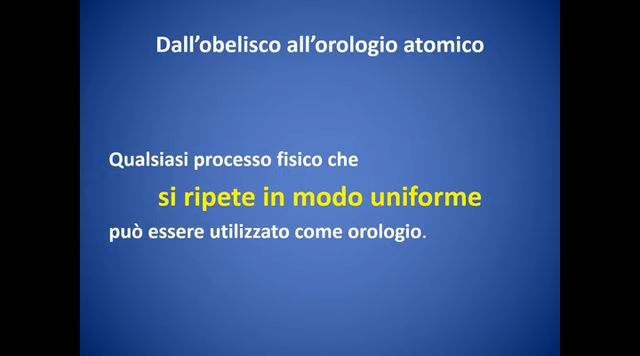 Dall’obelisco all’orologio atomico
Qualsiasi processo fisico che
si ripete in modo uniforme
può essere utilizzato come orologio.